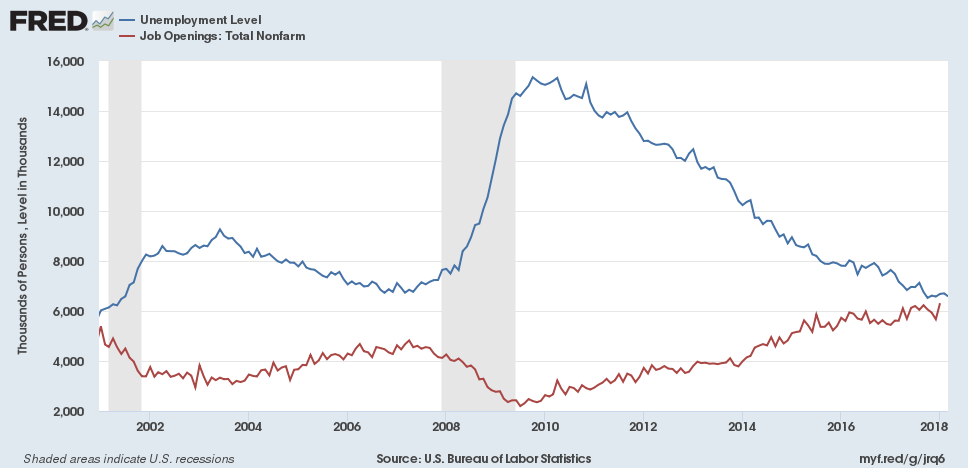 FRED
Unemployment Level
Job Openings: Total Nonfarm
Thousands of Persons , Level in Thousands
16,000
14,000
12,000
10,000
8,000
6,000
4,000
2,000
2002 2004 2006 2008 2010 2012 2014 2016 2018
Shaded areas indicate U.S. recessions Source: U.S. Bureau of Labor Statistics myf.red/g/jrq6